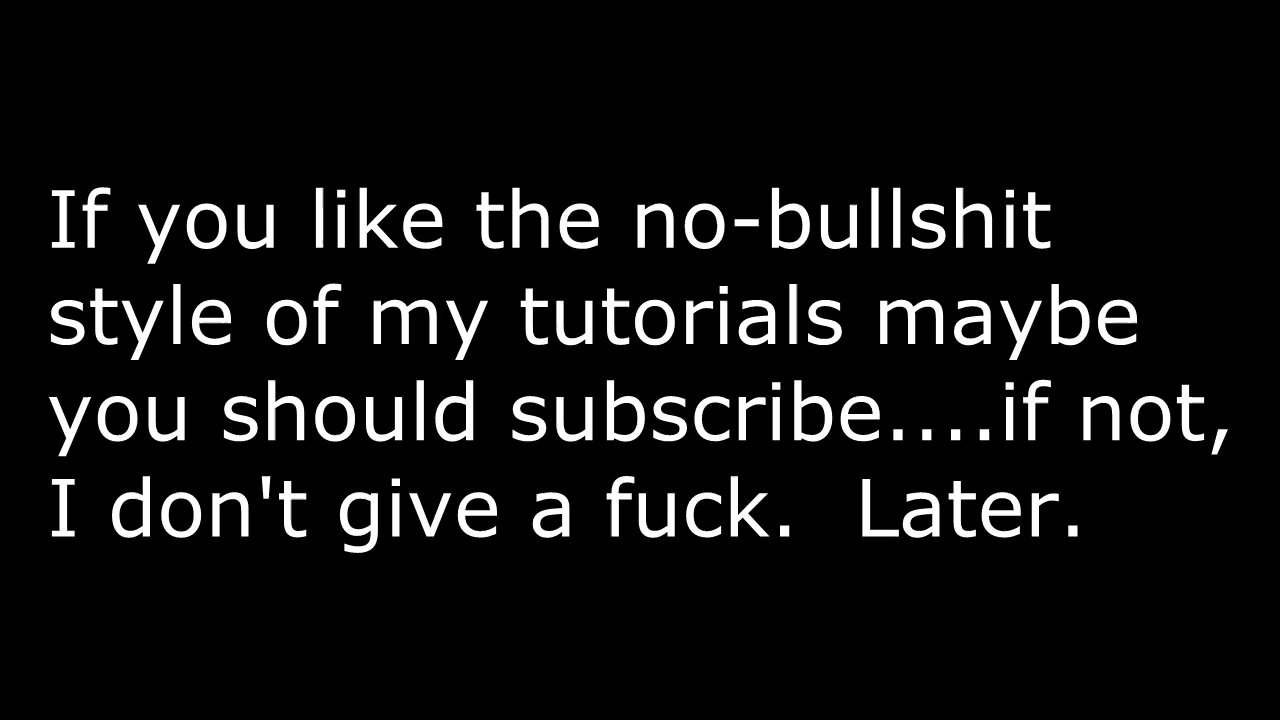 If you like the no-bullshit
style of my tutorials maybe
you should subscribe....if not,
I don't give a fuck.  Later.